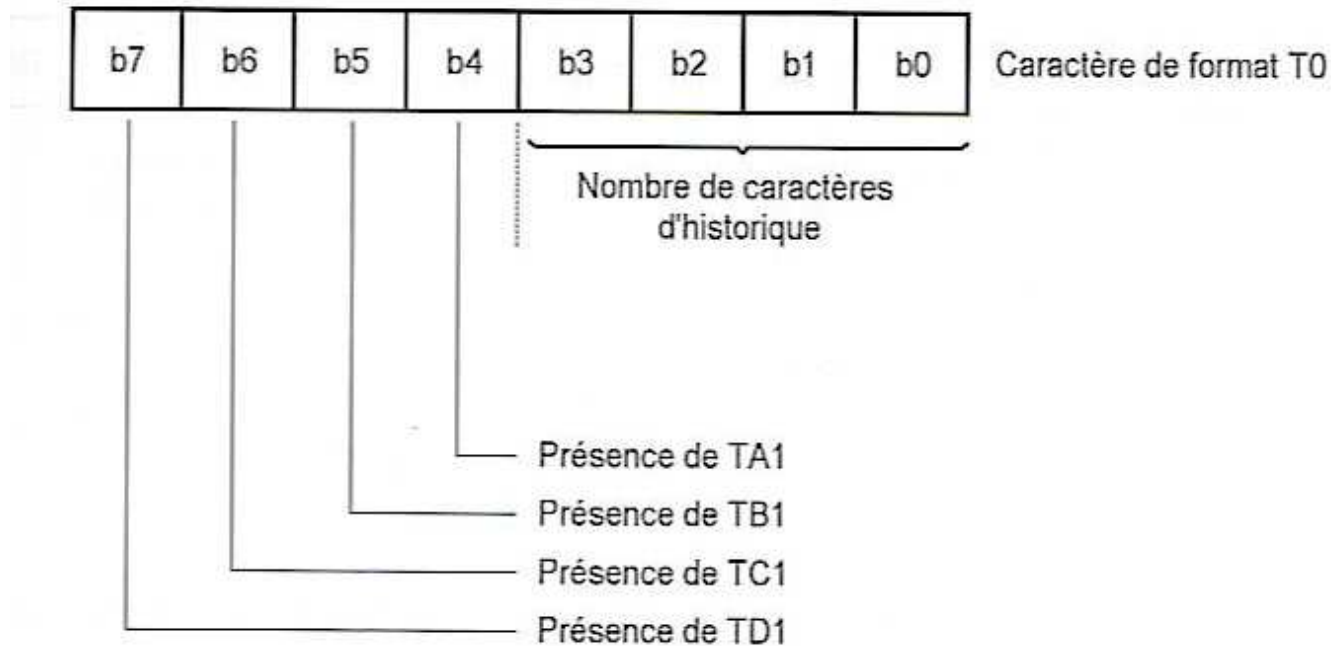 b7 b6 b5 b4 b3 b2 b1 b0 Caractère de format T0
Nombre de caractères
d'historique
Présence de TA1
Présence de TB1
Présence de TC1
Présence de TD1